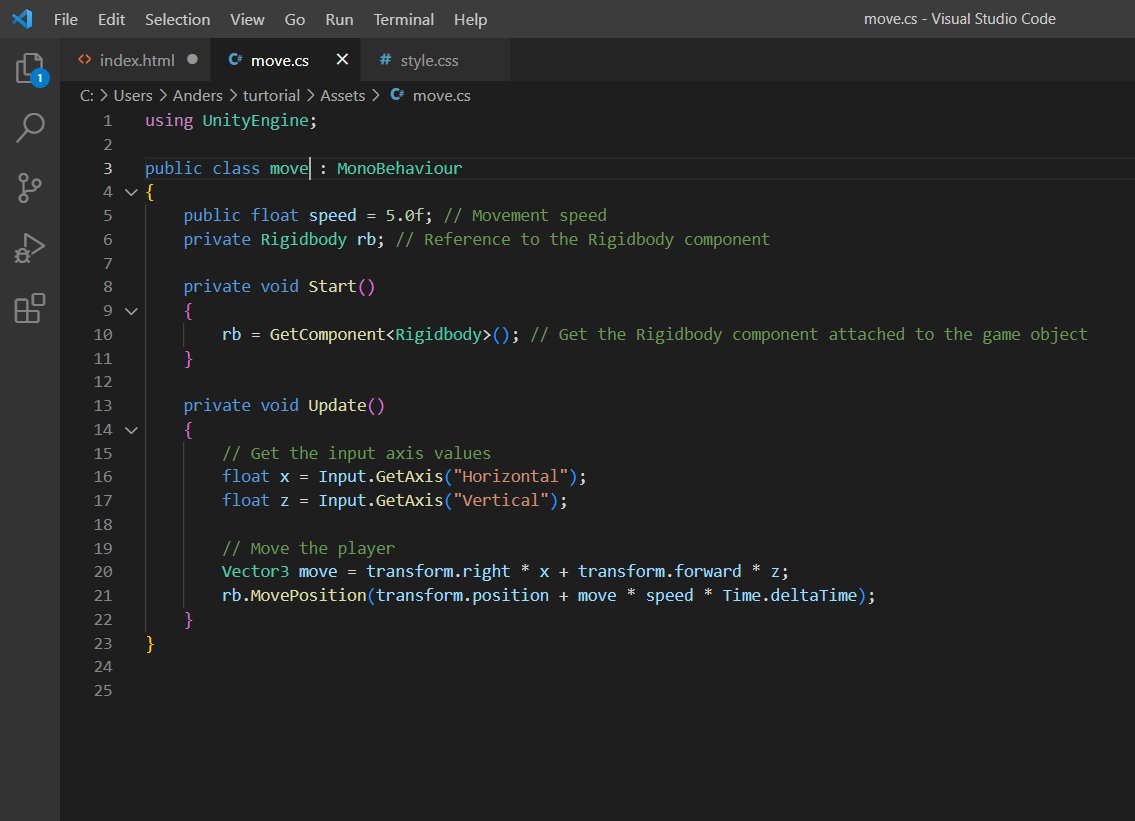 File Edit Selection View Go Run Terminal Help move.cs - Visual Studio Code
index.html move.cs style.css
1
C: > Users > Anders > turtorial > Assets > move.cs
1 using UnityEngine;
2
3 public class move : MonoBehaviour
4 {
5 public float speed = 5.0f; // Movement speed
6 private Rigidbody rb; // Reference to the Rigidbody component
7
8 private void Start()
9 {
10 rb = GetComponent<Rigidbody>(); // Get the Rigidbody component attached to the game object
11 }
12
13 private void Update()
14 {
15 // Get the input axis values
16 float x = Input.GetAxis("Horizontal");
17 float z = Input.GetAxis("Vertical");
18
19 // Move the player
20 Vector3 move = transform.right * x + transform.forward * z;
21 rb.MovePosition(transform.position + move * speed * Time.deltaTime);
22 }
23 }
24
25